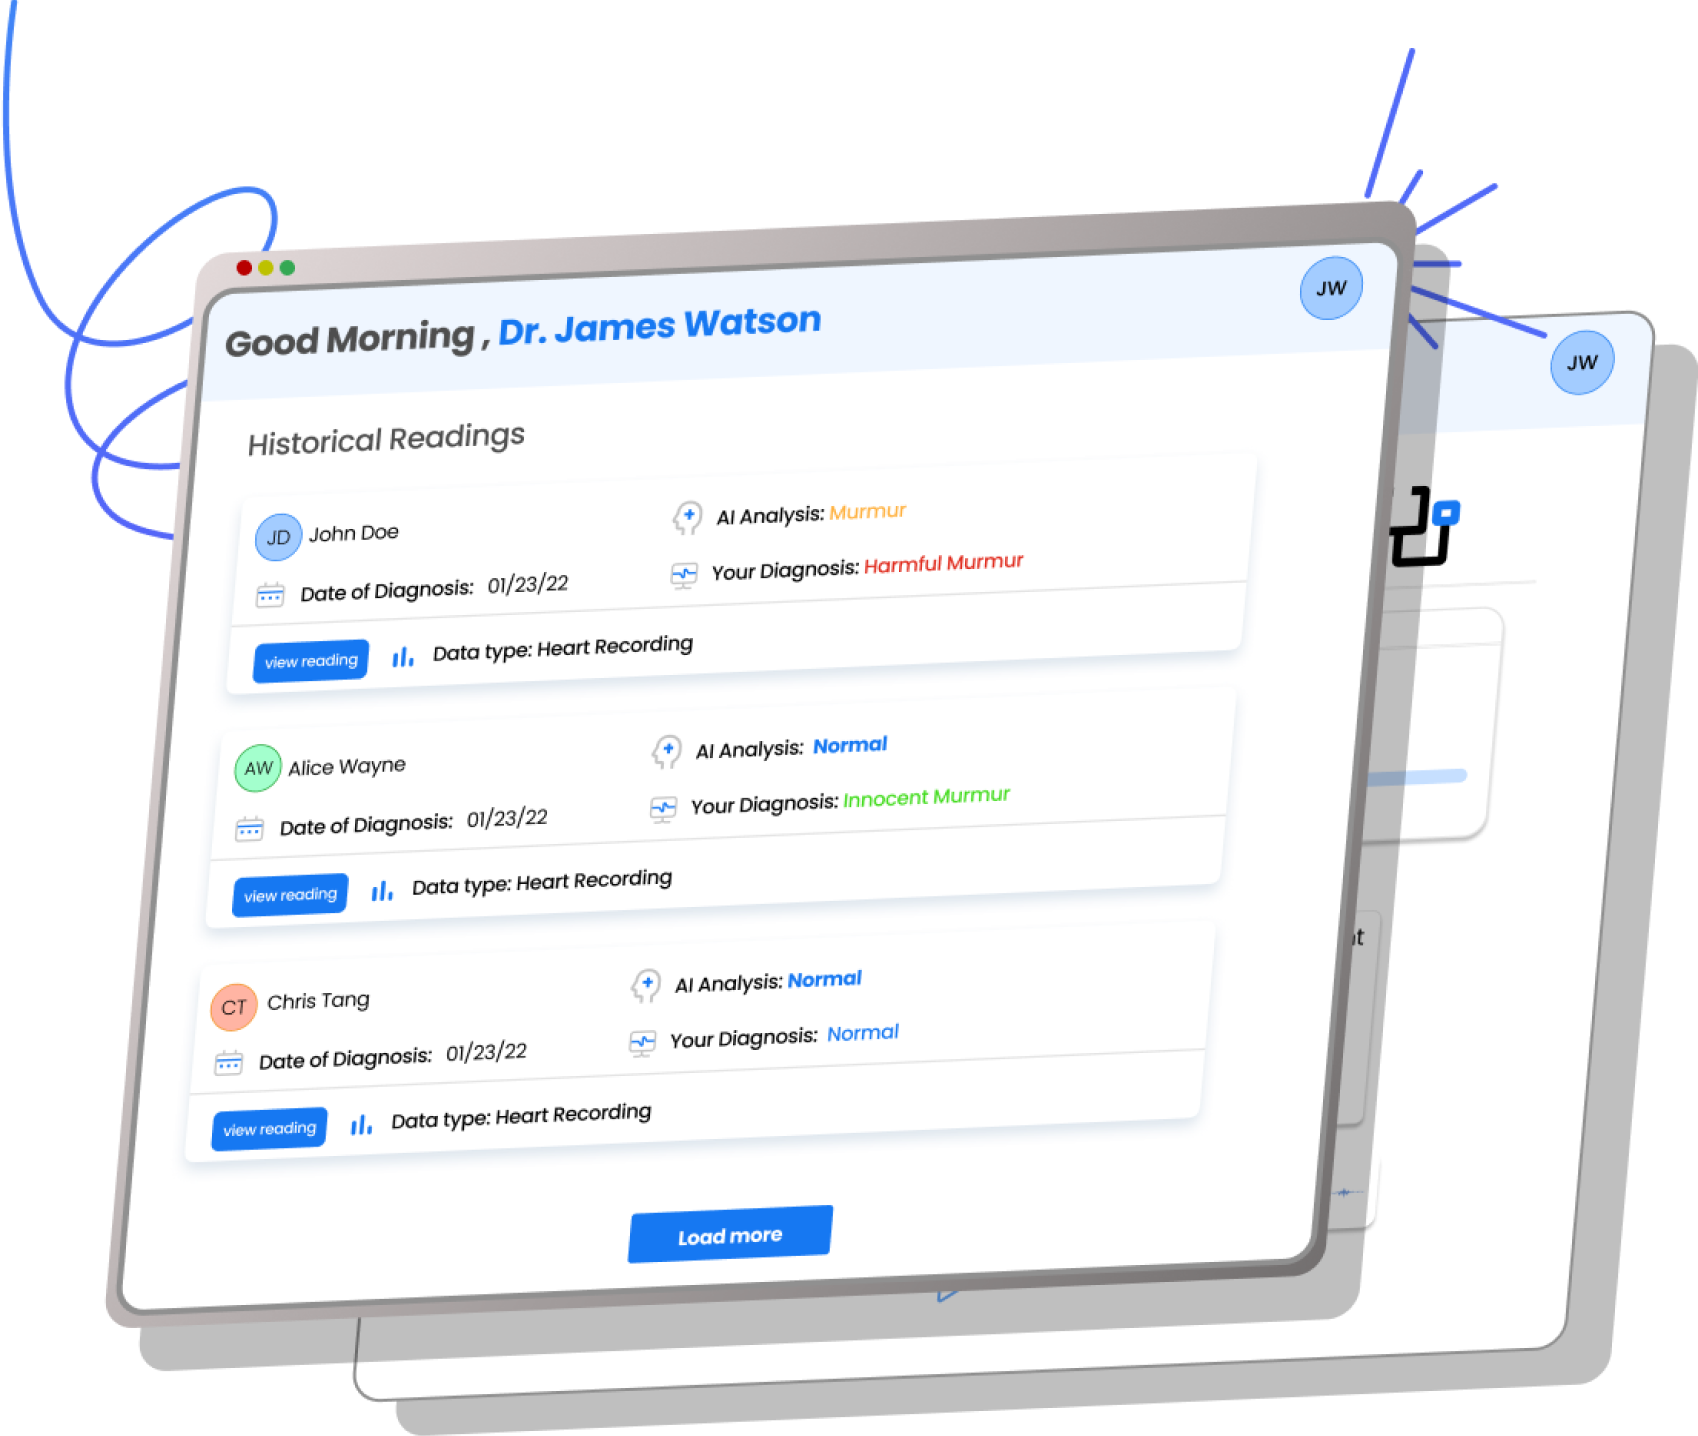 Good Morning , Dr. James Watson
JW
JW
Historical Readings
JD John Doe
AI Analysis: Murmur
Date of Diagnosis: 01/23/22
Your Diagnosis: Harmful Murmur
view reading
Data type: Heart Recording
AW Alice Wayne
AI Analysis: Normal
Date of Diagnosis: 01/23/22
Your Diagnosis: Innocent Murmur
view reading
Data type: Heart Recording
CT Chris Tang
AI Analysis: Normal
Date of Diagnosis: 01/23/22
Your Diagnosis: Normal
view reading
Data type: Heart Recording
Load more